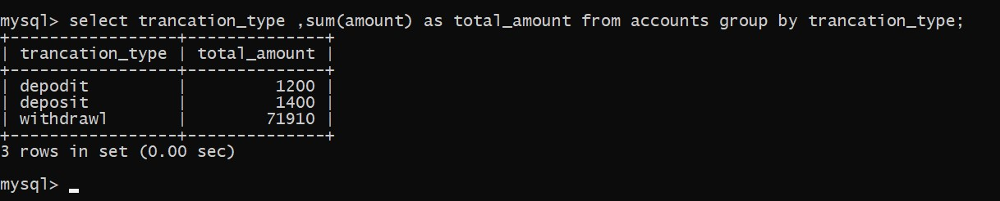 mysql> select trancation_type ,sum(amount) as total_amount from accounts group by trancation_type;
+-----------------+--------------+
| trancation_type | total_amount |
+-----------------+--------------+
| depodit         |         1200 |
| deposit         |         1400 |
| withdrawl       |        71910 |
+-----------------+--------------+
3 rows in set (0.00 sec)
mysql> _